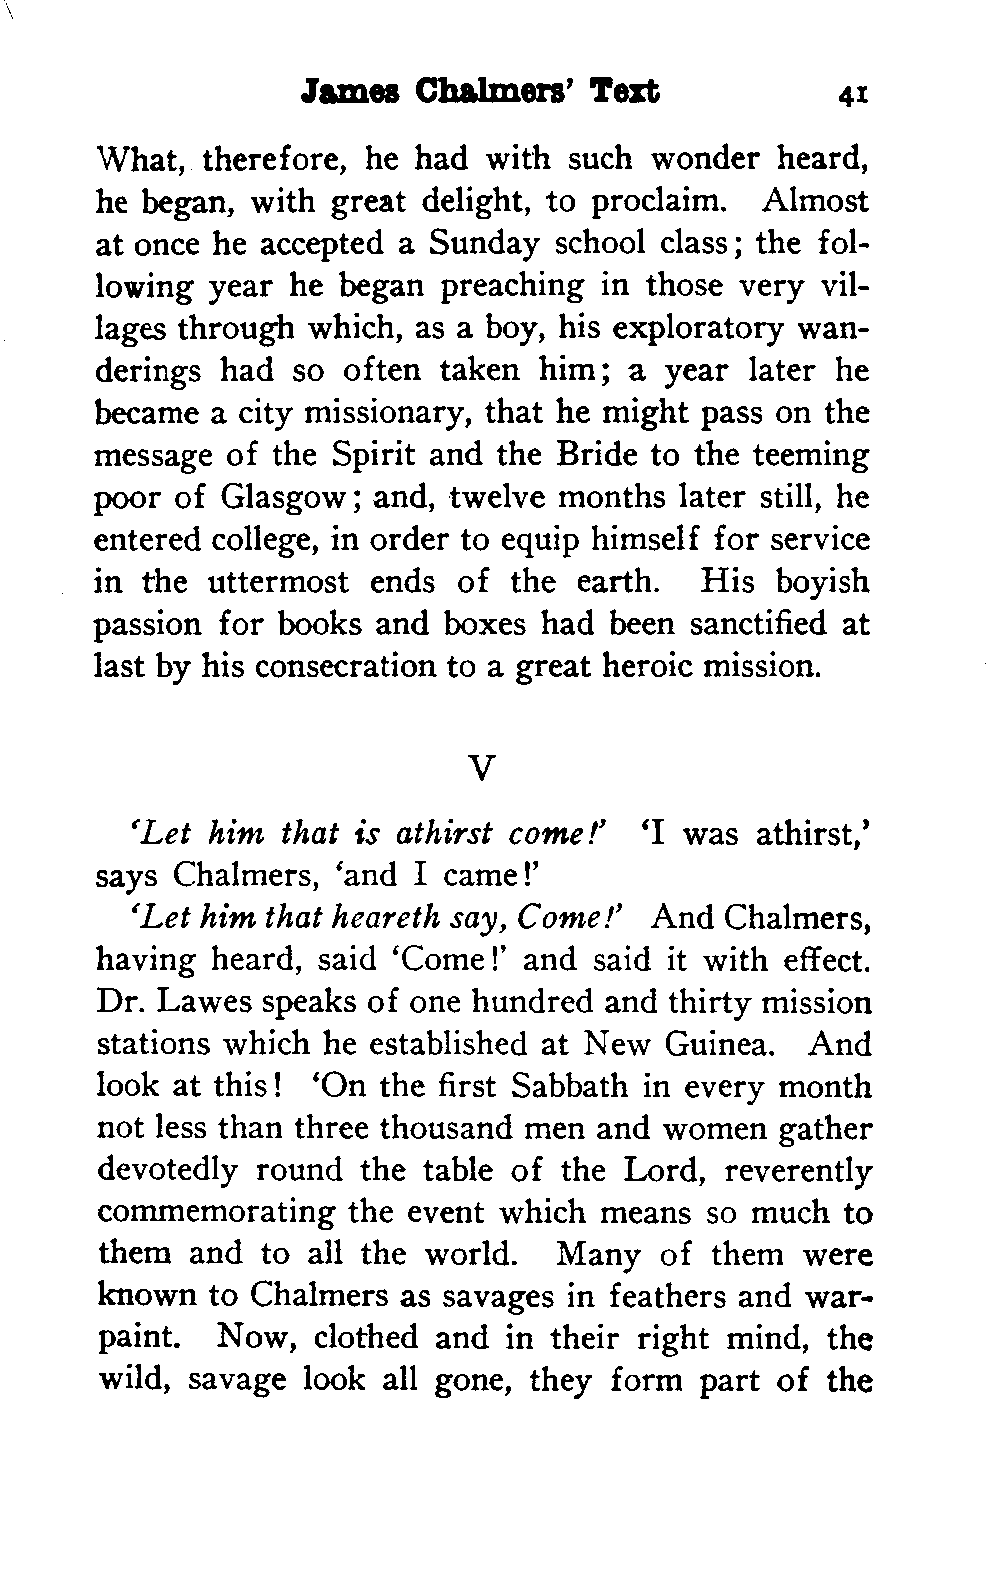 James Chalmers' Text 41
What, therefore, he had with such wonder heard,
he began, with great delight, to proclaim. Almost
at once he accepted a Sunday school class; the fol-
lowing year he began preaching in those very vil-
lages through which, as a boy, his exploratory wan-
derings had so often taken him; a year later he
became a city missionary, that he might pass on the
message of the Spirit and the Bride to the teeming
poor of Glasgow; and, twelve months later still, he
entered college, in order to equip himself for service
in the uttermost ends of the earth. His boyish
passion for books and boxes had been sanctified at
last by his consecration to a great heroic mission.
V
'Let him that is athirst come!' 'I was athirst,'
says Chalmers, 'and I came!'
'Let him that heareth say, Come!' And Chalmers,
having heard, said 'Come!' and said it with effect.
Dr. Lawes speaks of one hundred and thirty mission
stations which he established at New Guinea. And
look at this! 'On the first Sabbath in every month
not less than three thousand men and women gather
devotedly round the table of the Lord, reverently
commemorating the event which means so much to
them and to all the world. Many of them were
known to Chalmers as savages in feathers and war-
paint. Now, clothed and in their right mind, the
wild, savage look all gone, they form part of the